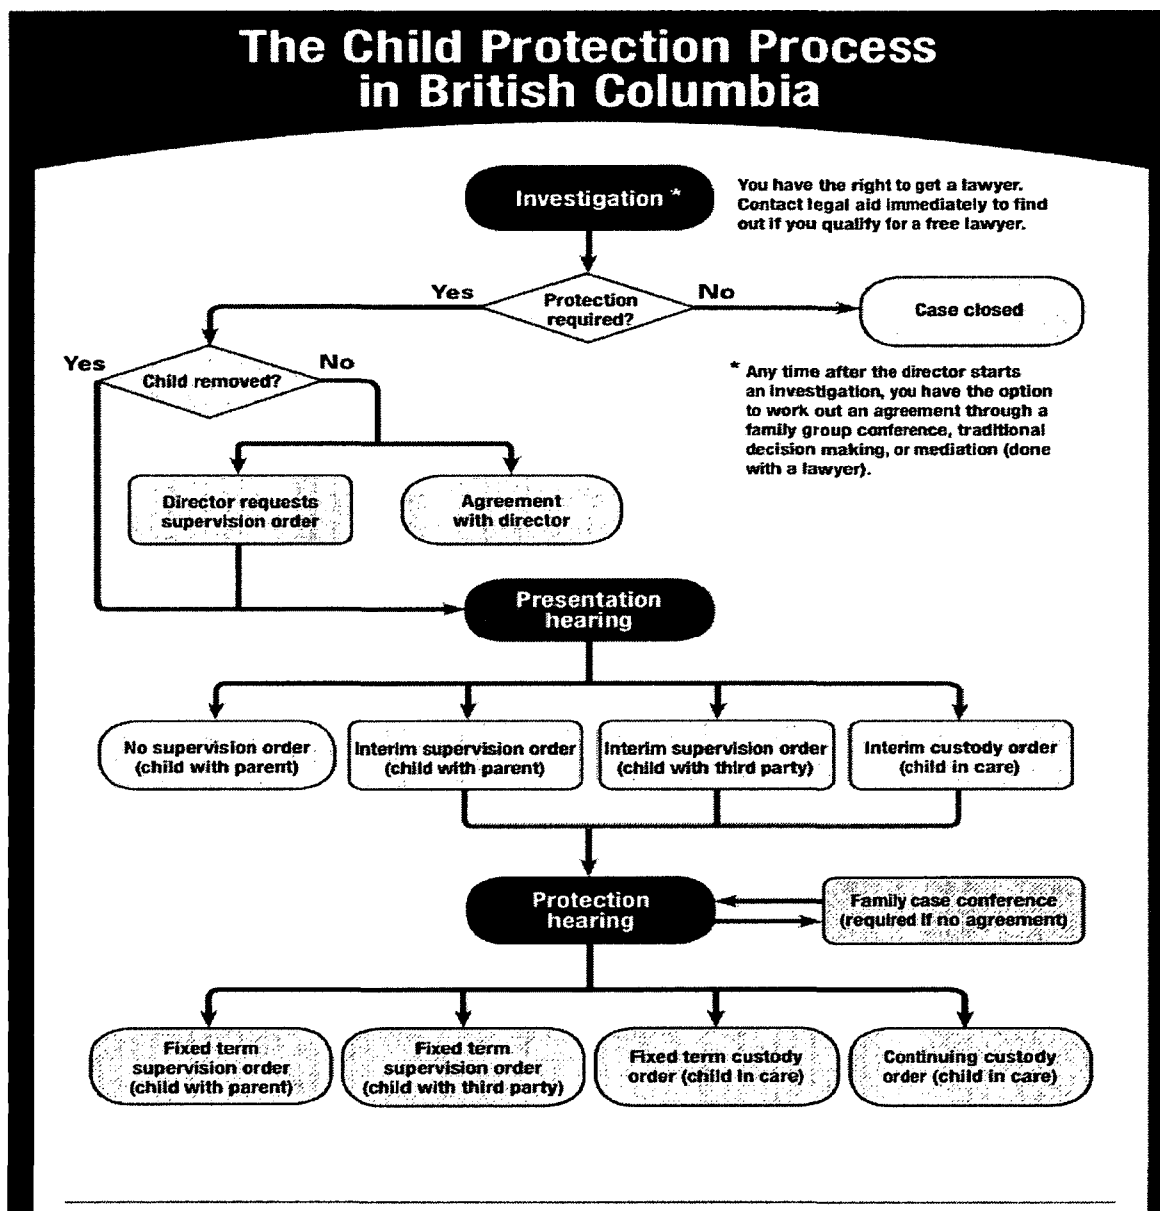 The Child Protection Process
in British Columbia
Investigation *
You have the right to get a lawyer.
Contact legal aid immediately to find
out if you qualify for a free lawyer.
Yes
Protection
required?
No
Case closed
Yes
Child removed?
No
* Any time after the director starts
an investigation, you have the option
to work out an agreement through a
family group conference, traditional
decision making, or mediation (done
with a lawyer).
Director requests
supervision order
Agreement
with director
Presentation
hearing
No supervision order
(child with parent)
Interim supervision order
(child with parent)
Interim supervision order
(child with third party)
Interim custody order
(child in care)
Protection
hearing
Family case conference
(required if no agreement)
Fixed term
supervision order
(child with parent)
Fixed term
supervision order
(child with third party)
Fixed term custody
order (child in care)
Continuing custody
order (child in care)